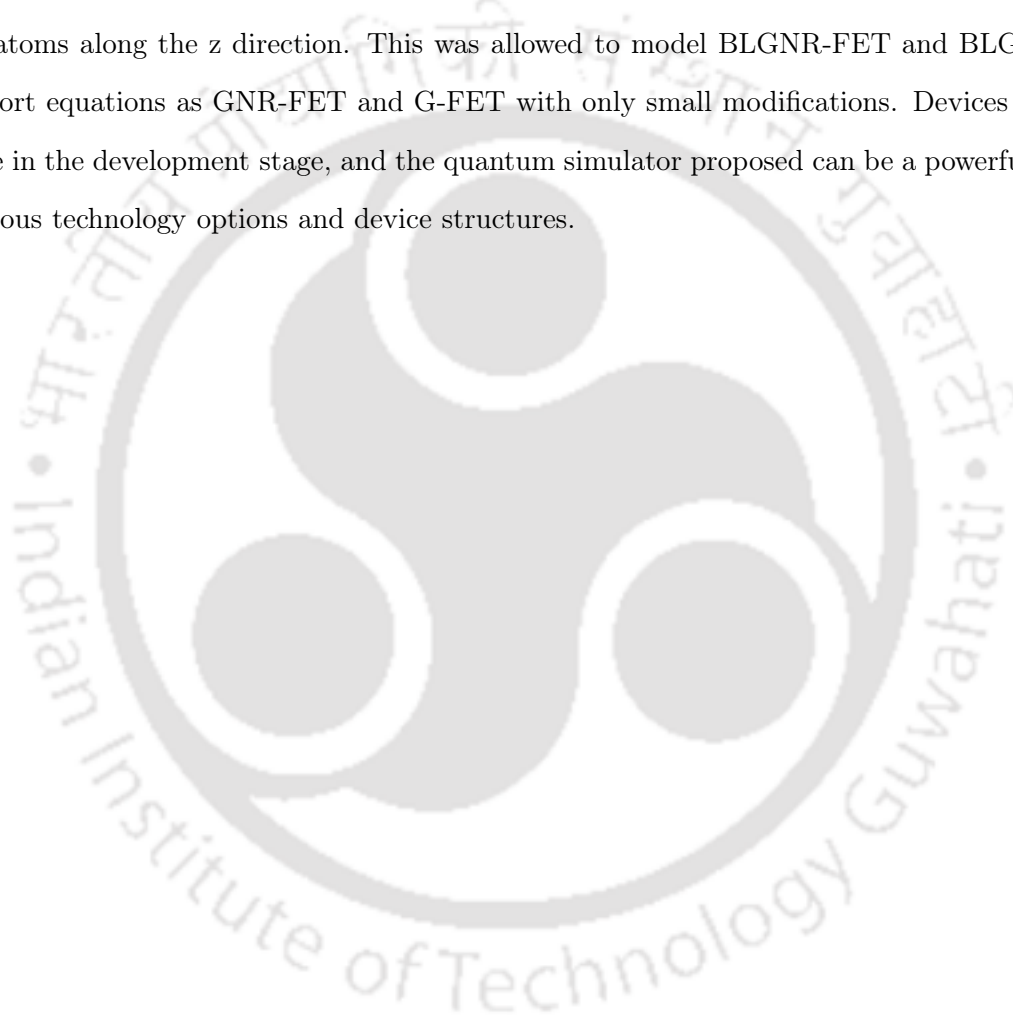 atoms along the z direction. This was allowed to model BLGNR-FET and
ort equations as GNR-FET and G-FET with only small modifications. Devices
in the development stage, and the quantum simulator proposed can be a
ous technology options and device structures.
भारतीय प्रौद्योगिकी संस्थान गुवाहाटी
Indian Institute of Technology Guwahati